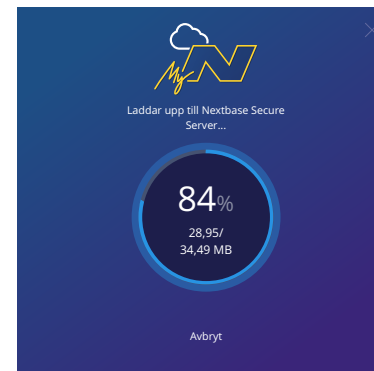 My N
Laddar upp till Nextbase Secure
Server...
84%
28,95/
34,49 MB
Avbryt